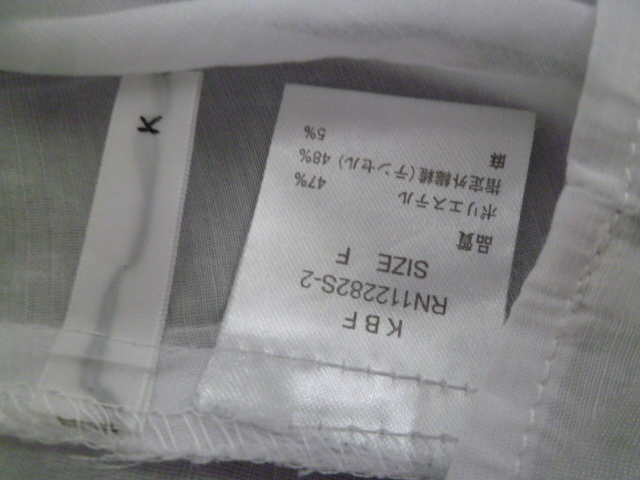 K B F
RN112282S-2
SIZE F
品質
ポリエステル 47%
指定外繊維(テンセル) 48%
麻 5%
K